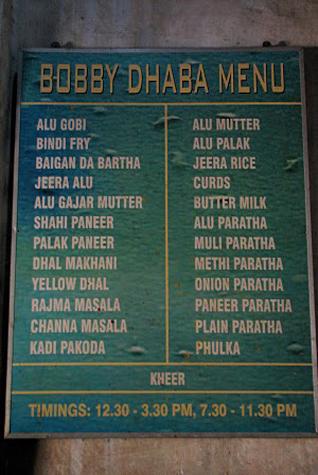 BOBBY DHABA MENU
ALU GOBI
BINDI FRY
BAIGAN DA BARTHA
JEERA ALU
ALU GAJAR MUTTER
SHAHI PANEER
PALAK PANEER
DHAL MAKHANI
YELLOW DHAL
RAJMA MASALA
CHANNA MASALA
KADI PAKODA
ALU MUTTER
ALU PALAK
JEERA RICE
CURDS
BUTTER MILK
ALU PARATHA
MULI PARATHA
METHI PARATHA
ONION PARATHA
PANEER PARATHA
PLAIN PARATHA
PHULKA
KHEER
TIMINGS: 12.30 - 3.30 PM, 7.30 - 11.30 PM